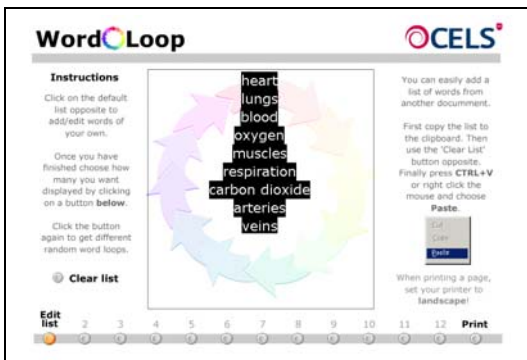 Word Loop
OCELS
Instructions
Click on the default
list opposite to
add/edit words of
your own.
Once you have
finished choose how
many you want
displayed by clicking
on a button below.
Click the button
again to get different
random word loops.
Clear list
heart
lungs
blood
oxygen
muscles
respiration
carbon dioxide
arteries
veins
You can easily add a
list of words from
another documment.
First copy the list to
the clipboard. Then
use the 'Clear List'
button opposite.
Finally press CTRL+V
or right click the
mouse and choose
Paste.
Cut
Copy
Paste
When printing a page,
set your printer to
landscape!
Edit
list 2 3 4 5 6 7 8 9 10 11 12 Print